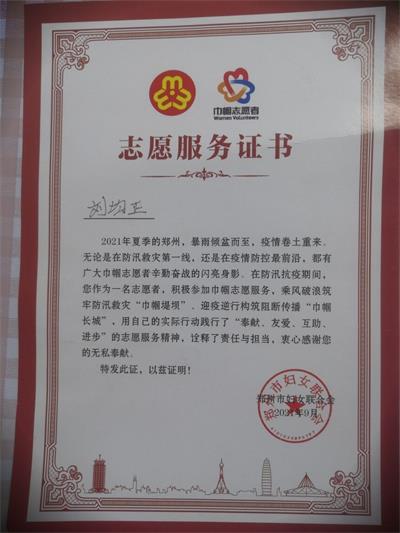 巾帼志愿者
Women Volunteers
志愿服务证书
刘均正
2021年夏季的郑州，暴雨倾盆而至，疫情卷土重来。
无论是在防汛救灾第一线，还是在疫情防控最前沿，都有
广大巾帼志愿者辛勤奋战的闪亮身影。在防汛抗疫期间，
您作为一名志愿者，积极参加巾帼志愿服务，乘风破浪筑
牢防汛救灾“巾帼堤坝”。迎疫逆行构筑阻断传播“巾帼
长城”，用自己的实际行动践行了“奉献、友爱、互助、
进步”的志愿服务精神，诠释了责任与担当，衷心感谢您
的无私奉献。
特发此证，以兹证明！
郑州市妇女联合会
2021年9月
郑州市妇女联合会